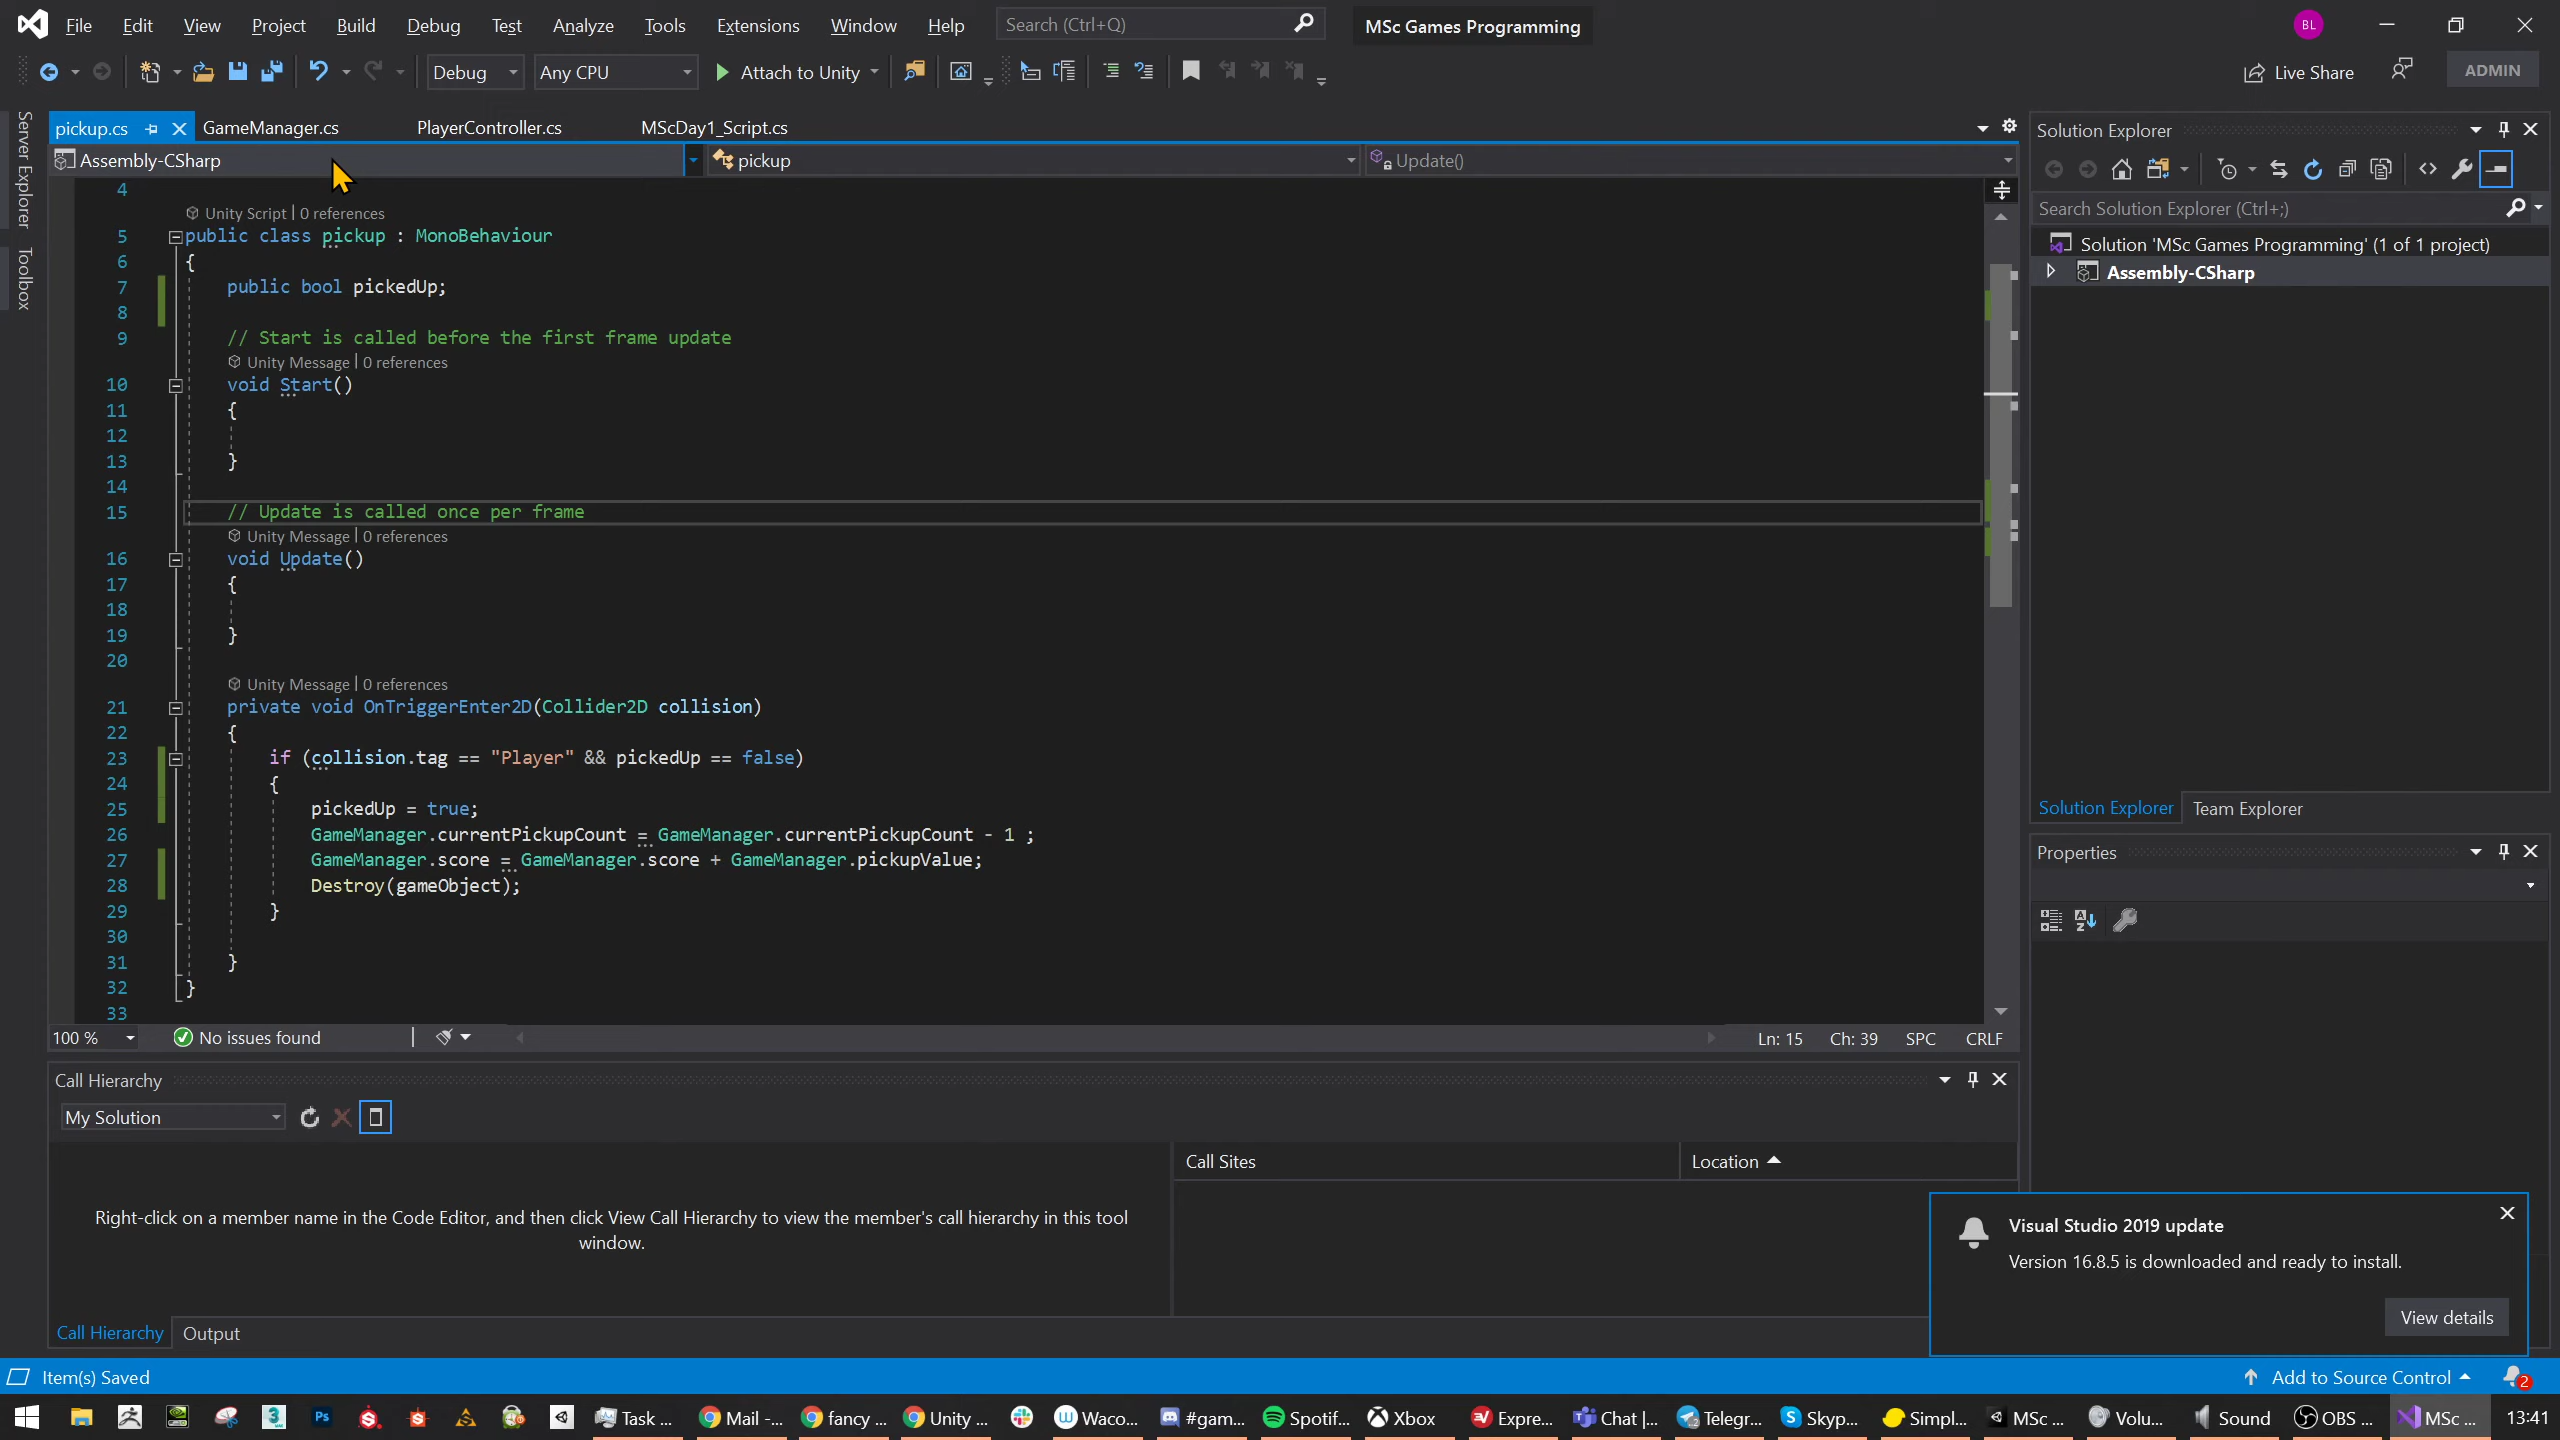 File Edit View Project Build Debug Test Analyze Tools Extensions Window Help Search (Ctrl+Q) MSc Games Programming BL
Debug Any CPU Attach to Unity Live Share ADMIN
Server Explorer
Toolbox
pickup.cs GameManager.cs PlayerController.cs MScDay1_Script.cs
Assembly-CSharp pickup Update()
4
Unity Script | 0 references
5 public class pickup : MonoBehaviour
6 {
7 public bool pickedUp;
8
9 // Start is called before the first frame update
Unity Message | 0 references
10 void Start()
11 {
12
13 }
14
15 // Update is called once per frame
Unity Message | 0 references
16 void Update()
17 {
18
19 }
20
Unity Message | 0 references
21 private void OnTriggerEnter2D(Collider2D collision)
22 {
23 if (collision.tag == "Player" && pickedUp == false)
24 {
25 pickedUp = true;
26 GameManager.currentPickupCount = GameManager.currentPickupCount - 1 ;
27 GameManager.score = GameManager.score + GameManager.pickupValue;
28 Destroy(gameObject);
29 }
30
31 }
32 }
33
100 % No issues found Ln: 15 Ch: 39 SPC CRLF
Solution Explorer
Search Solution Explorer (Ctrl+;)
Solution 'MSc Games Programming' (1 of 1 project)
Assembly-CSharp
Solution Explorer Team Explorer
Properties
Call Hierarchy
My Solution
Call Sites Location
Right-click on a member name in the Code Editor, and then click View Call Hierarchy to view the member's call hierarchy in this tool
window.
Call Hierarchy Output
Visual Studio 2019 update
Version 16.8.5 is downloaded and ready to install.
View details
Item(s) Saved Add to Source Control 2
Ps Task ... Mail -... fancy ... Unity ... Waco... #gam... Spotif... Xbox Expre... Chat |... Telegr... Skyp... Simpl... MSc ... Volu... Sound OBS ... MSc ... 13:41